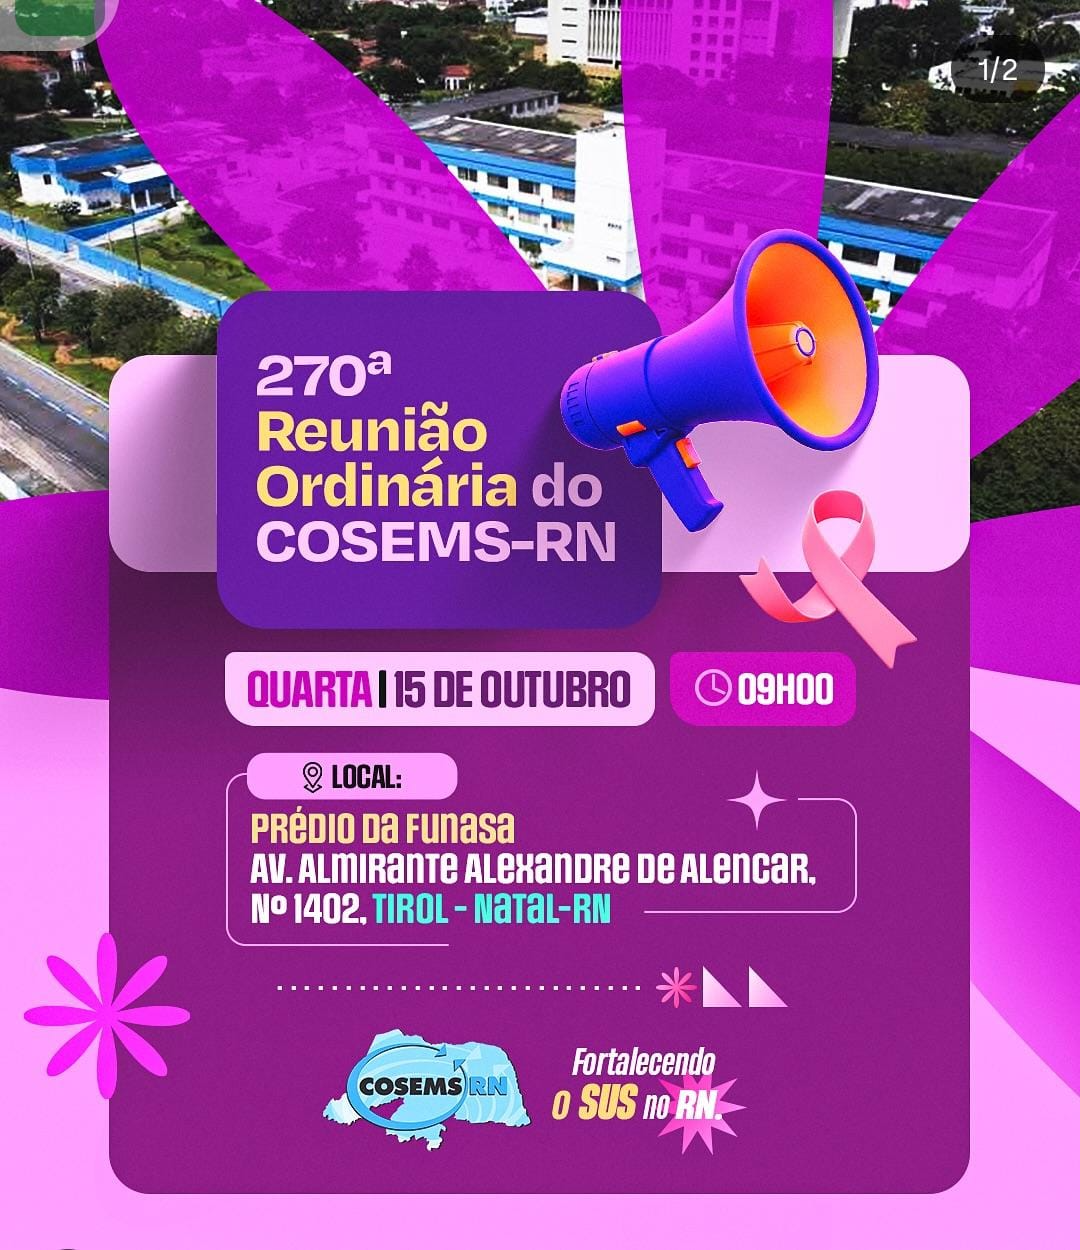 1/2
270ª
Reunião
Ordinária do
COSEMS-RN
QUARTA | 15 DE OUTUBRO
09H00
LOCAL:
PRÉDIO DA FUNASA
AV. ALMIRANTE ALEXANDRE DE ALENCAR,
Nº 1402, TIROL - NATAL-RN
COSEMS RN
Fortalecendo
O SUS no RN.